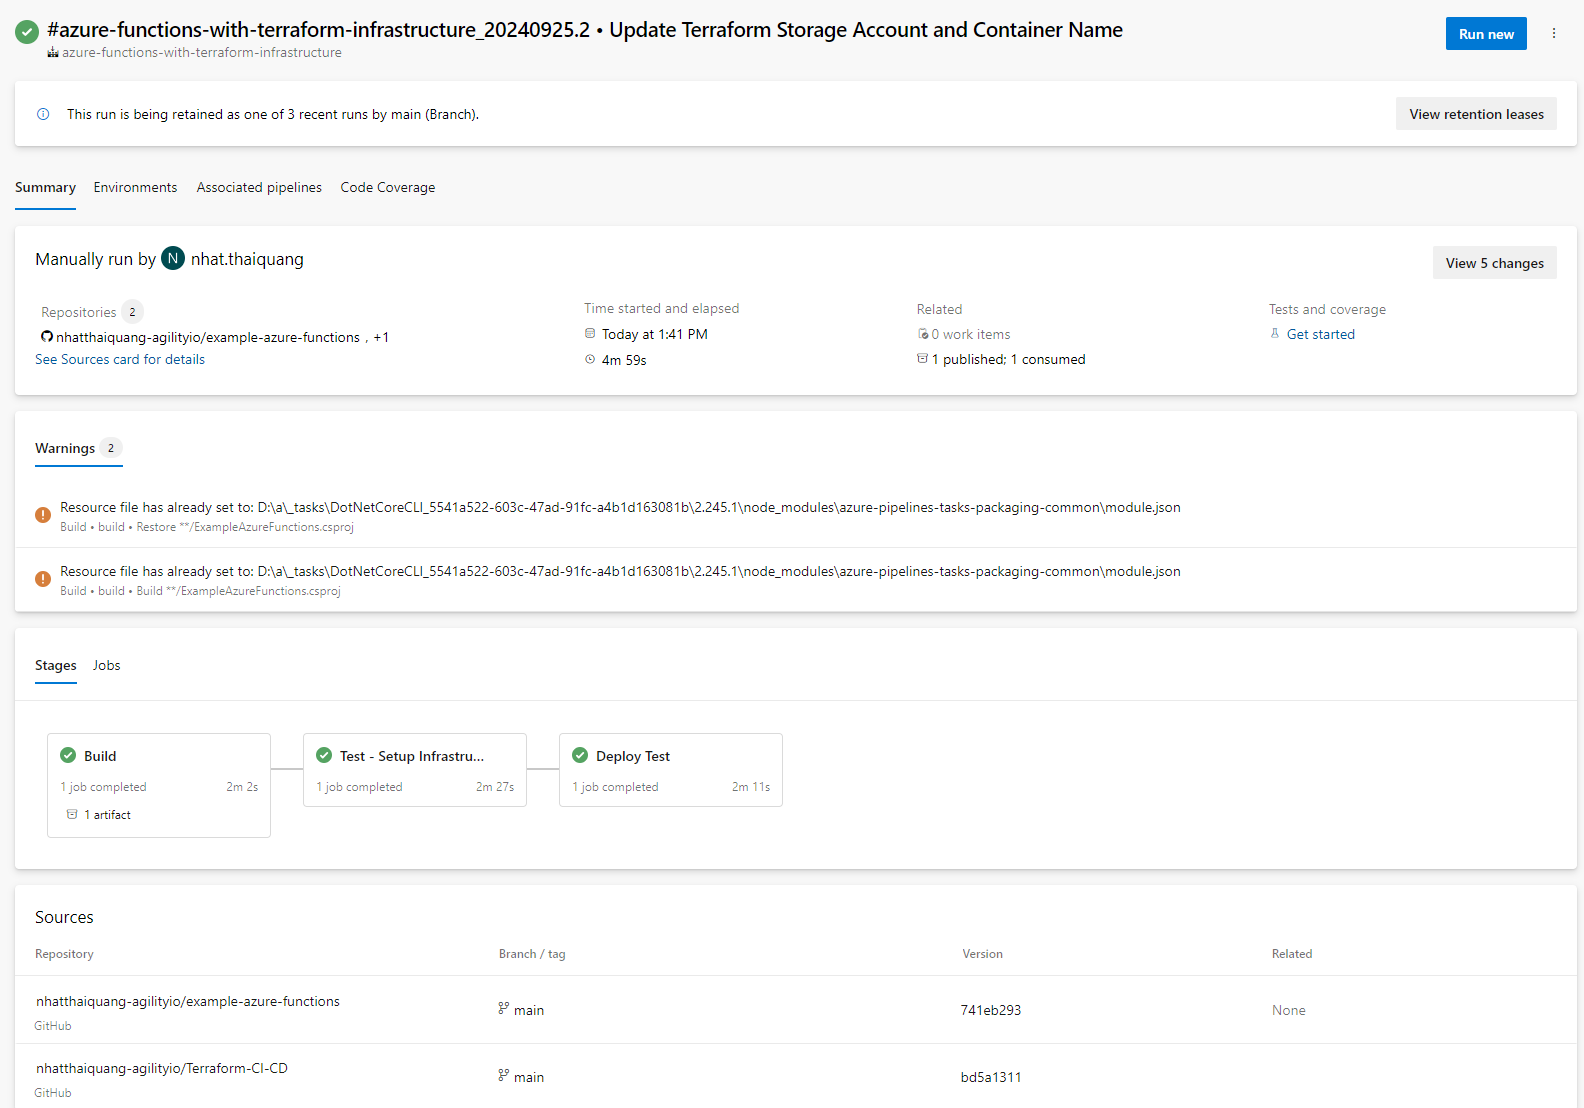 #azure-functions-with-terraform-infrastructure_20240925.2 • Update Terraform Storage Account and Container Name
azure-functions-with-terraform-infrastructure
Run new
This run is being retained as one of 3 recent runs by main (Branch).
View retention leases
Summary Environments Associated pipelines Code Coverage
Manually run by N nhat.thaiquang
View 5 changes
Repositories 2
nhatthaiquang-agilityio/example-azure-functions , +1
See Sources card for details
Time started and elapsed
Today at 1:41 PM
4m 59s
Related
0 work items
1 published; 1 consumed
Tests and coverage
Get started
Warnings 2
Resource file has already set to: D:\a\_tasks\DotNetCoreCLI_5541a522-603c-47ad-91fc-a4b1d163081b\2.245.1\node_modules\azure-pipelines-tasks-packaging-common\module.json
Build • build • Restore **/ExampleAzureFunctions.csproj
Resource file has already set to: D:\a\_tasks\DotNetCoreCLI_5541a522-603c-47ad-91fc-a4b1d163081b\2.245.1\node_modules\azure-pipelines-tasks-packaging-common\module.json
Build • build • Build **/ExampleAzureFunctions.csproj
Stages Jobs
Build
1 job completed 2m 2s
1 artifact
Test - Setup Infrastru...
1 job completed 2m 27s
Deploy Test
1 job completed 2m 11s
Sources
Repository Branch / tag Version Related
nhatthaiquang-agilityio/example-azure-functions
GitHub
main
741eb293
None
nhatthaiquang-agilityio/Terraform-CI-CD
GitHub
main
bd5a1311